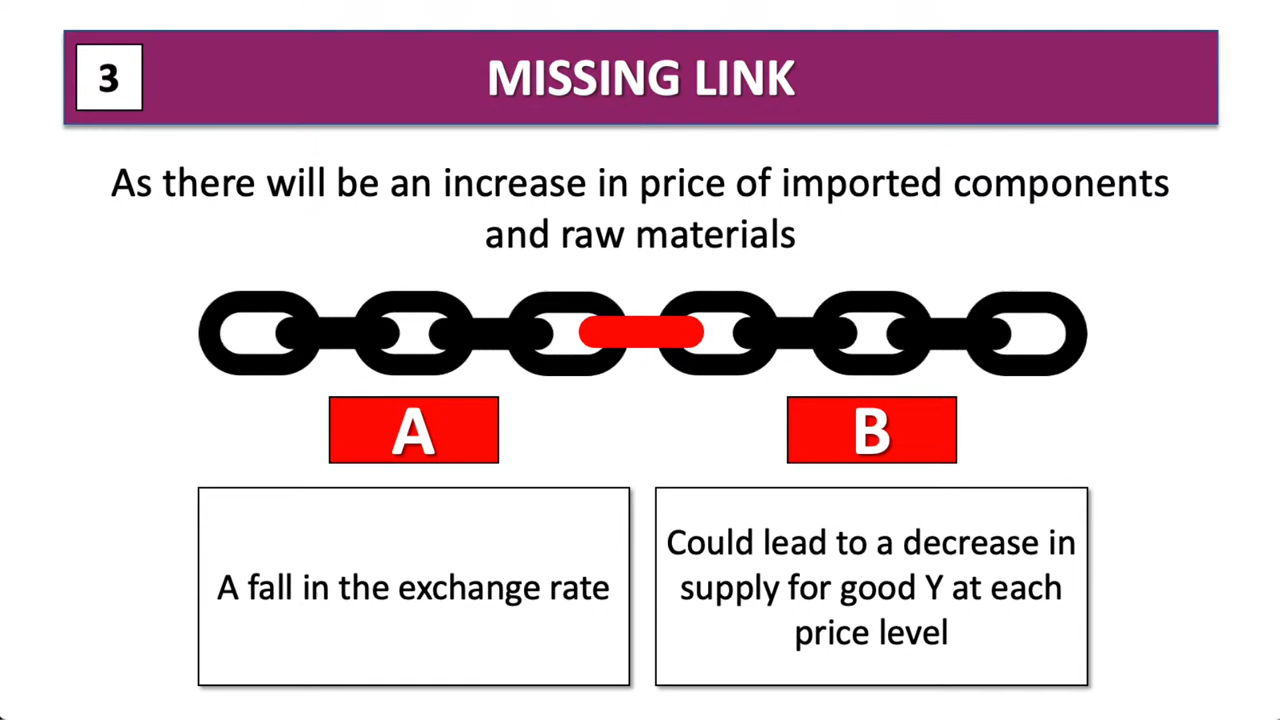 3
MISSING LINK
As there will be an increase in price of imported components
and raw materials
A
B
A fall in the exchange rate
Could lead to a decrease in
supply for good Y at each
price level